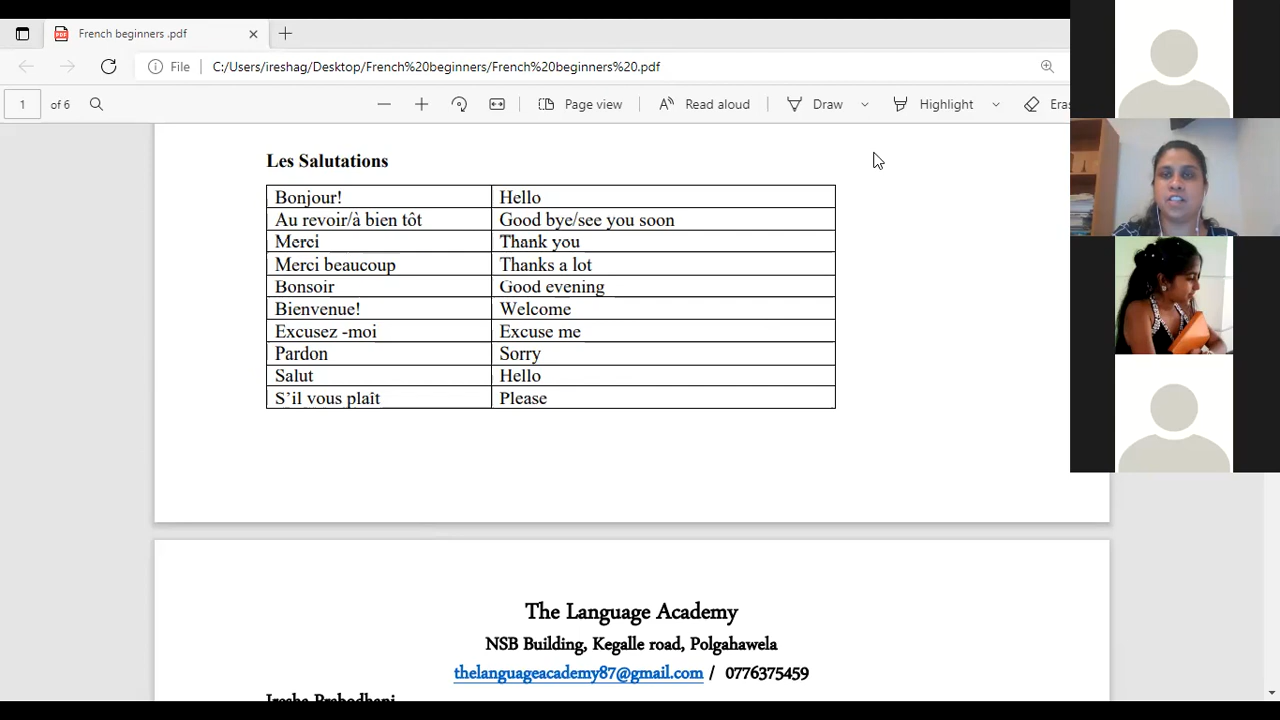 French beginners .pdf
File
C:/Users/ireshag/Desktop/French%20beginners/French%20beginners%20.pdf
1 of 6
Page view
Read aloud
Draw
Highlight
Les Salutations
Bonjour! Hello
Au revoir/à bien tôt Good bye/see you soon
Merci Thank you
Merci beaucoup Thanks a lot
Bonsoir Good evening
Bienvenue! Welcome
Excusez -moi Excuse me
Pardon Sorry
Salut Hello
S’il vous plait Please
The Language Academy
NSB Building, Kegalle road, Polgahawela
thelanguageacademy87@gmail.com / 0776375459
Iresha Prabodhani